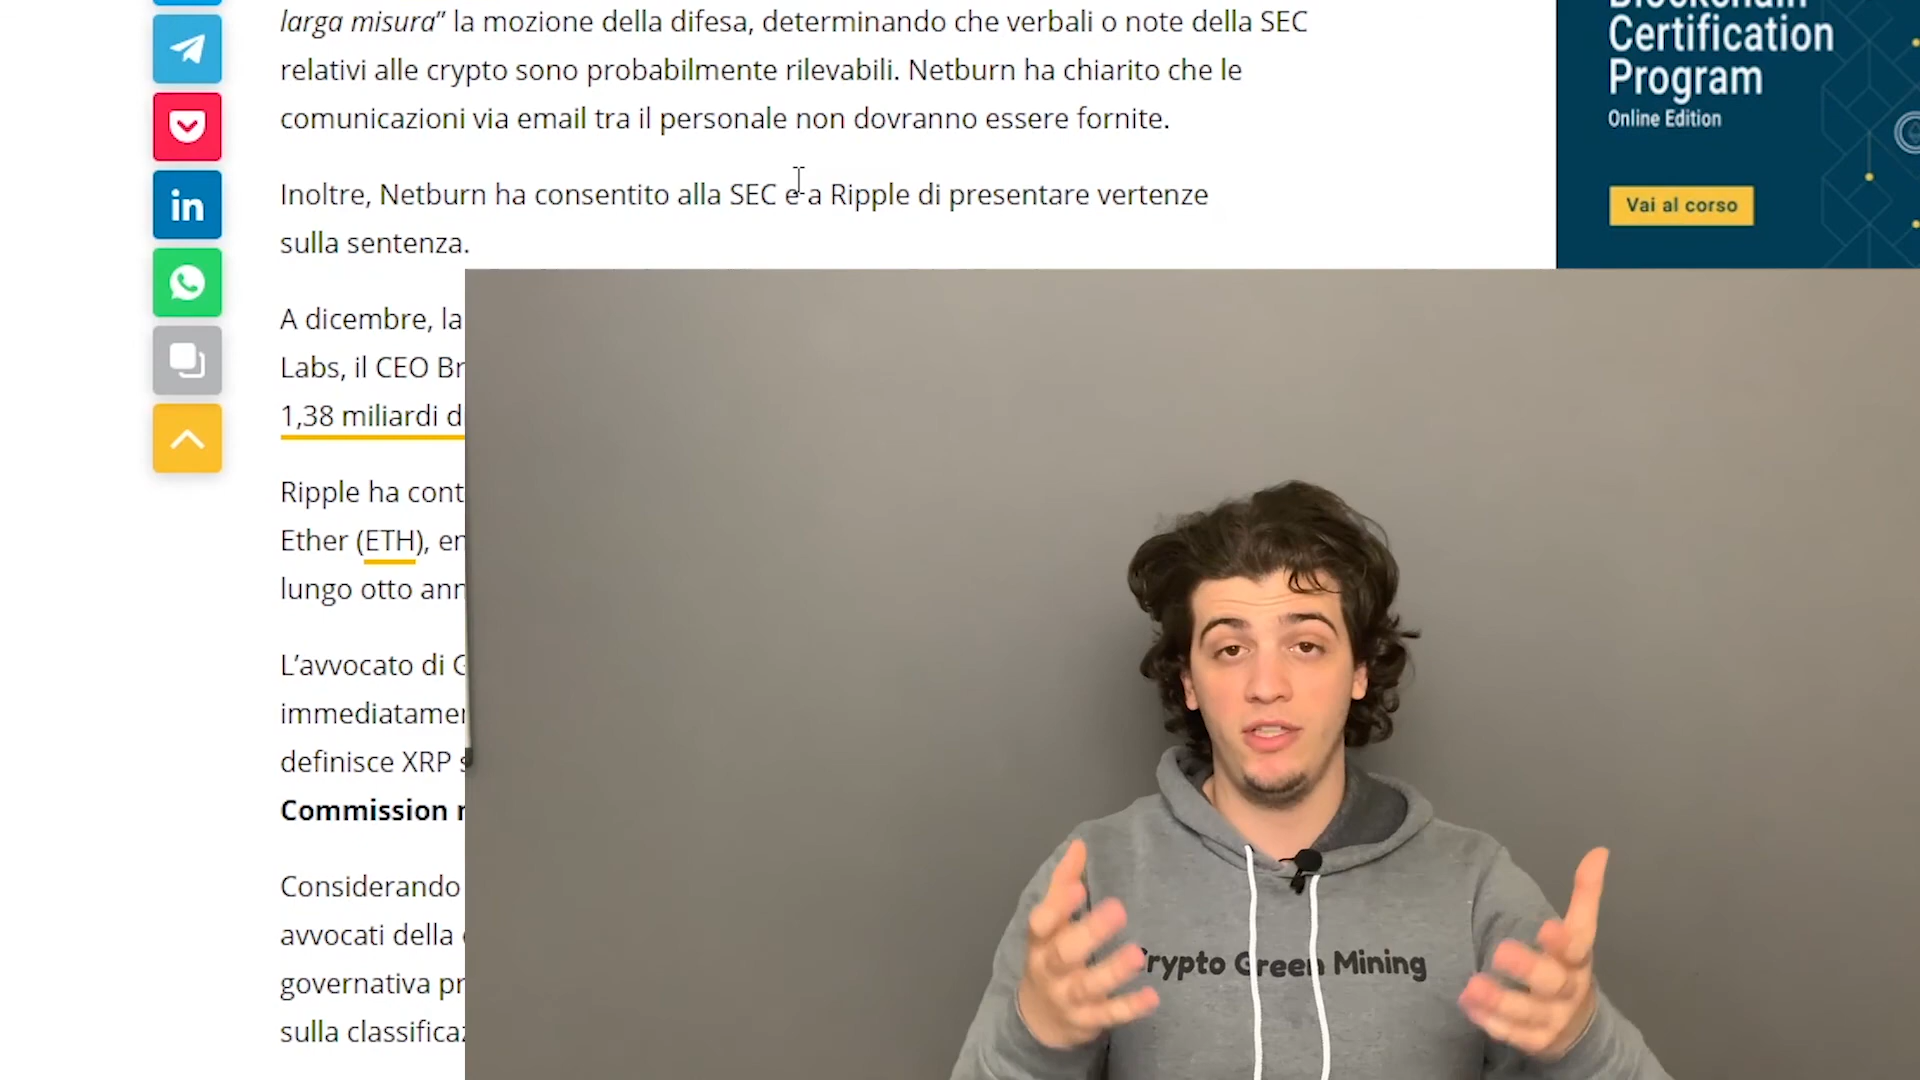 larga misura” la mozione della difesa, determinando che verbali o note della SEC
relativi alle crypto sono probabilmente rilevabili. Netburn ha chiarito che le
comunicazioni via email tra il personale non dovranno essere fornite.
Inoltre, Netburn ha consentito alla SEC e a Ripple di presentare vertenze
sulla sentenza.
A dicembre, la
Labs, il CEO Br
1,38 miliardi d
Ripple ha cont
Ether (ETH), en
lungo otto ann
L’avvocato di G
immediatamen
definisce XRP s
Commission
Considerando
avvocati della
governativa pr
sulla classificaz
Blockchain
Certification
Program
Online Edition
Vai al corso
in
Crypto Green Mining